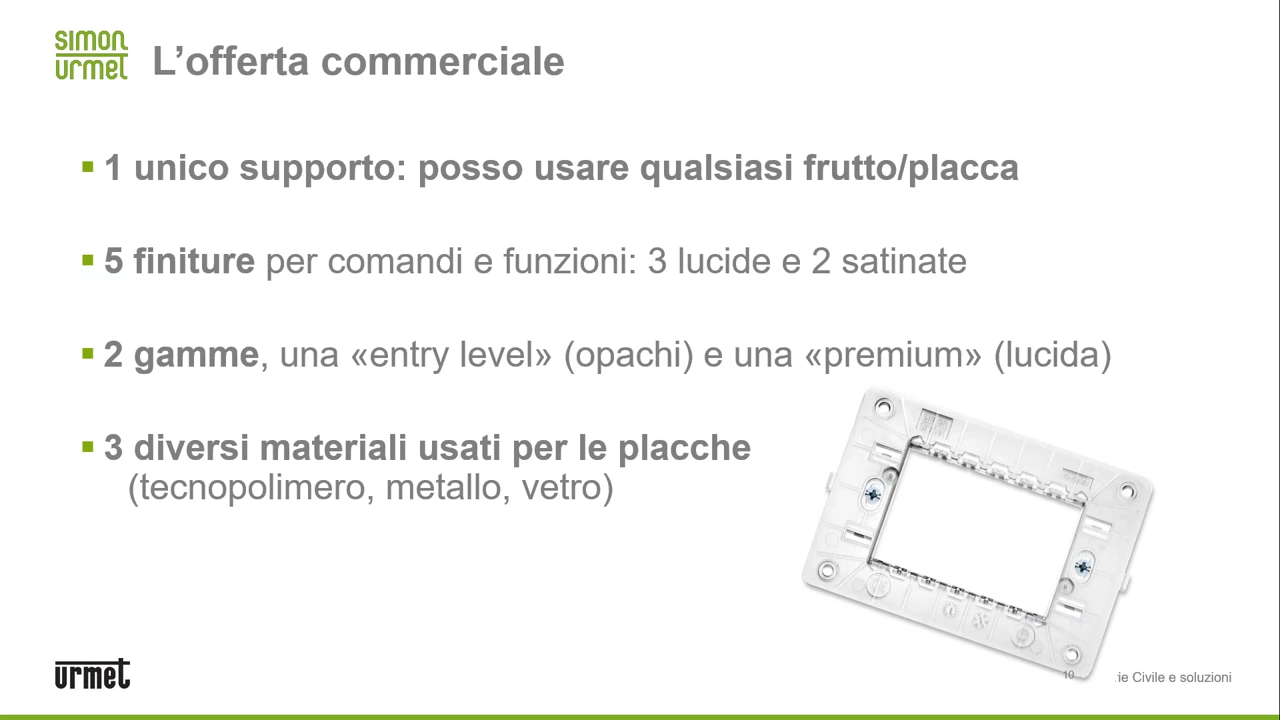 simon
urmet
L’offerta commerciale
1 unico supporto: posso usare qualsiasi frutto/placca
5 finiture per comandi e funzioni: 3 lucide e 2 satinate
2 gamme, una «entry level» (opachi) e una «premium» (lucida)
3 diversi materiali usati per le placche
(tecnopolimero, metallo, vetro)
urmet
10
Civile e soluzioni